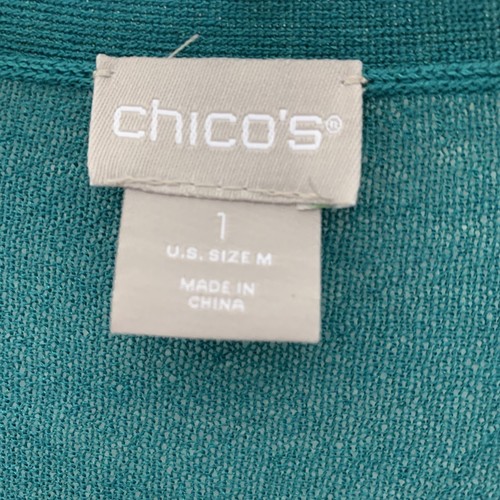 chico's®
1
U.S. SIZE M
MADE IN
CHINA